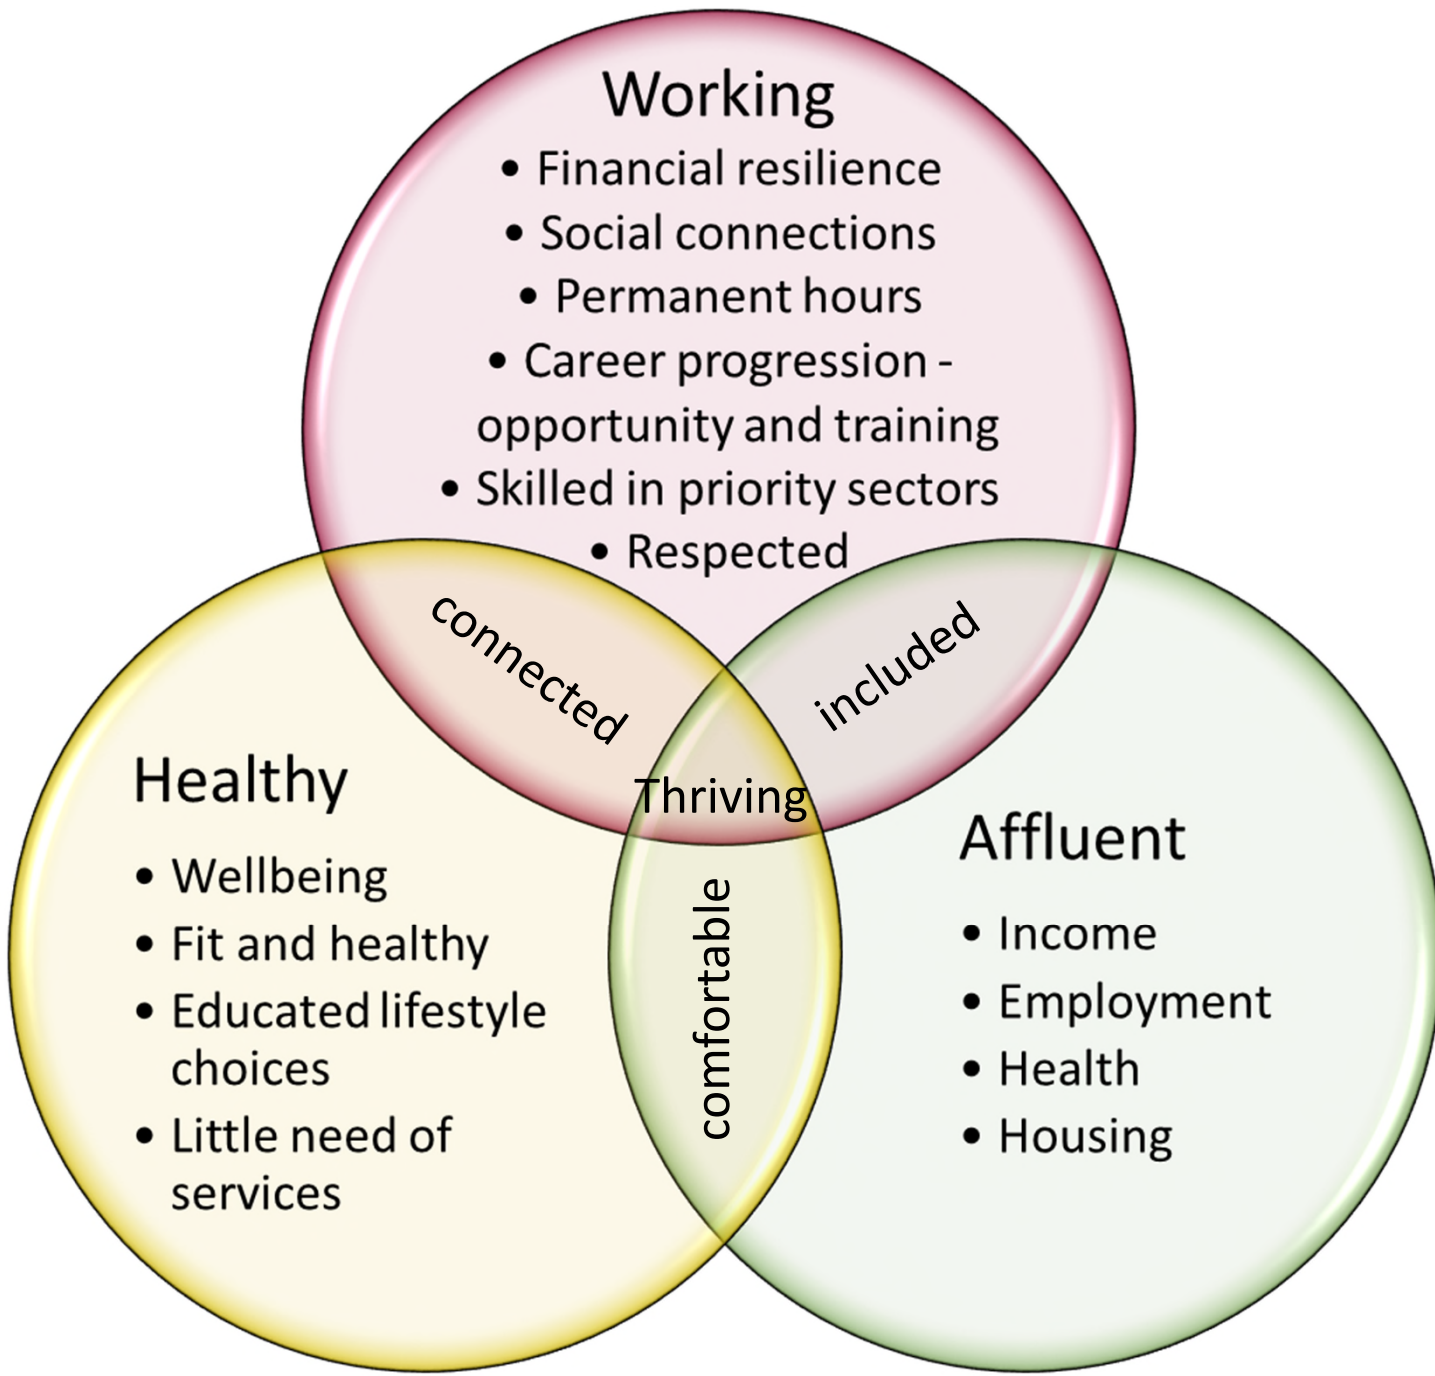 Working
• Financial resilience
• Social connections
• Permanent hours
• Career progression -
opportunity and training
• Skilled in priority sectors
• Respected
connected
included
Thriving
comfortable
Healthy
• Wellbeing
• Fit and healthy
• Educated lifestyle
choices
• Little need of
services
Affluent
• Income
• Employment
• Health
• Housing